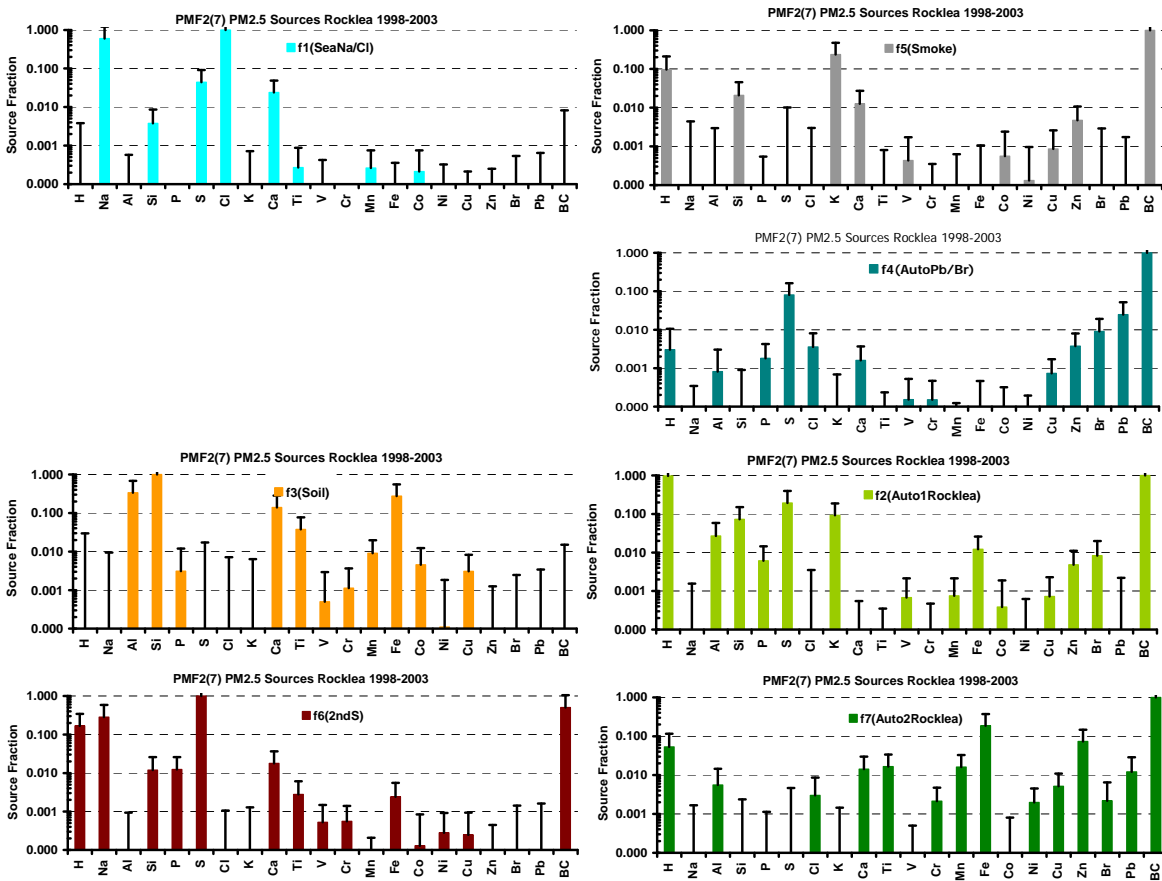 PMF2(7) PM2.5 Sources Rocklea 1998-2003
Source Fraction
1.000
0.100
0.010
0.001
0.000
f1(SeaNa/Cl)
H Na Al Si P S Cl K Ca Ti V Cr Mn Fe Co Ni Cu Zn Br Pb BC
PMF2(7) PM2.5 Sources Rocklea 1998-2003
Source Fraction
1.000
0.100
0.010
0.001
0.000
f5(Smoke)
H Na Al Si P S Cl K Ca Ti V Cr Mn Fe Co Ni Cu Zn Br Pb BC
PMF2(7) PM2.5 Sources Rocklea 1998-2003
Source Fraction
1.000
0.100
0.010
0.001
0.000
f4(AutoPb/Br)
H Na Al Si P S Cl K Ca Ti V Cr Mn Fe Co Ni Cu Zn Br Pb BC
PMF2(7) PM2.5 Sources Rocklea 1998-2003
Source Fraction
1.000
0.100
0.010
0.001
0.000
f3(Soil)
H Na Al Si P S Cl K Ca Ti V Cr Mn Fe Co Ni Cu Zn Br Pb BC
PMF2(7) PM2.5 Sources Rocklea 1998-2003
Source Fraction
1.000
0.100
0.010
0.001
0.000
f2(Auto1Rocklea)
H Na Al Si P S Cl K Ca Ti V Cr Mn Fe Co Ni Cu Zn Br Pb BC
PMF2(7) PM2.5 Sources Rocklea 1998-2003
Source Fraction
1.000
0.100
0.010
0.001
0.000
f6(2ndS)
H Na Al Si P S Cl K Ca Ti V Cr Mn Fe Co Ni Cu Zn Br Pb BC
PMF2(7) PM2.5 Sources Rocklea 1998-2003
Source Fraction
1.000
0.100
0.010
0.001
0.000
f7(Auto2Rocklea)
H Na Al Si P S Cl K Ca Ti V Cr Mn Fe Co Ni Cu Zn Br Pb BC